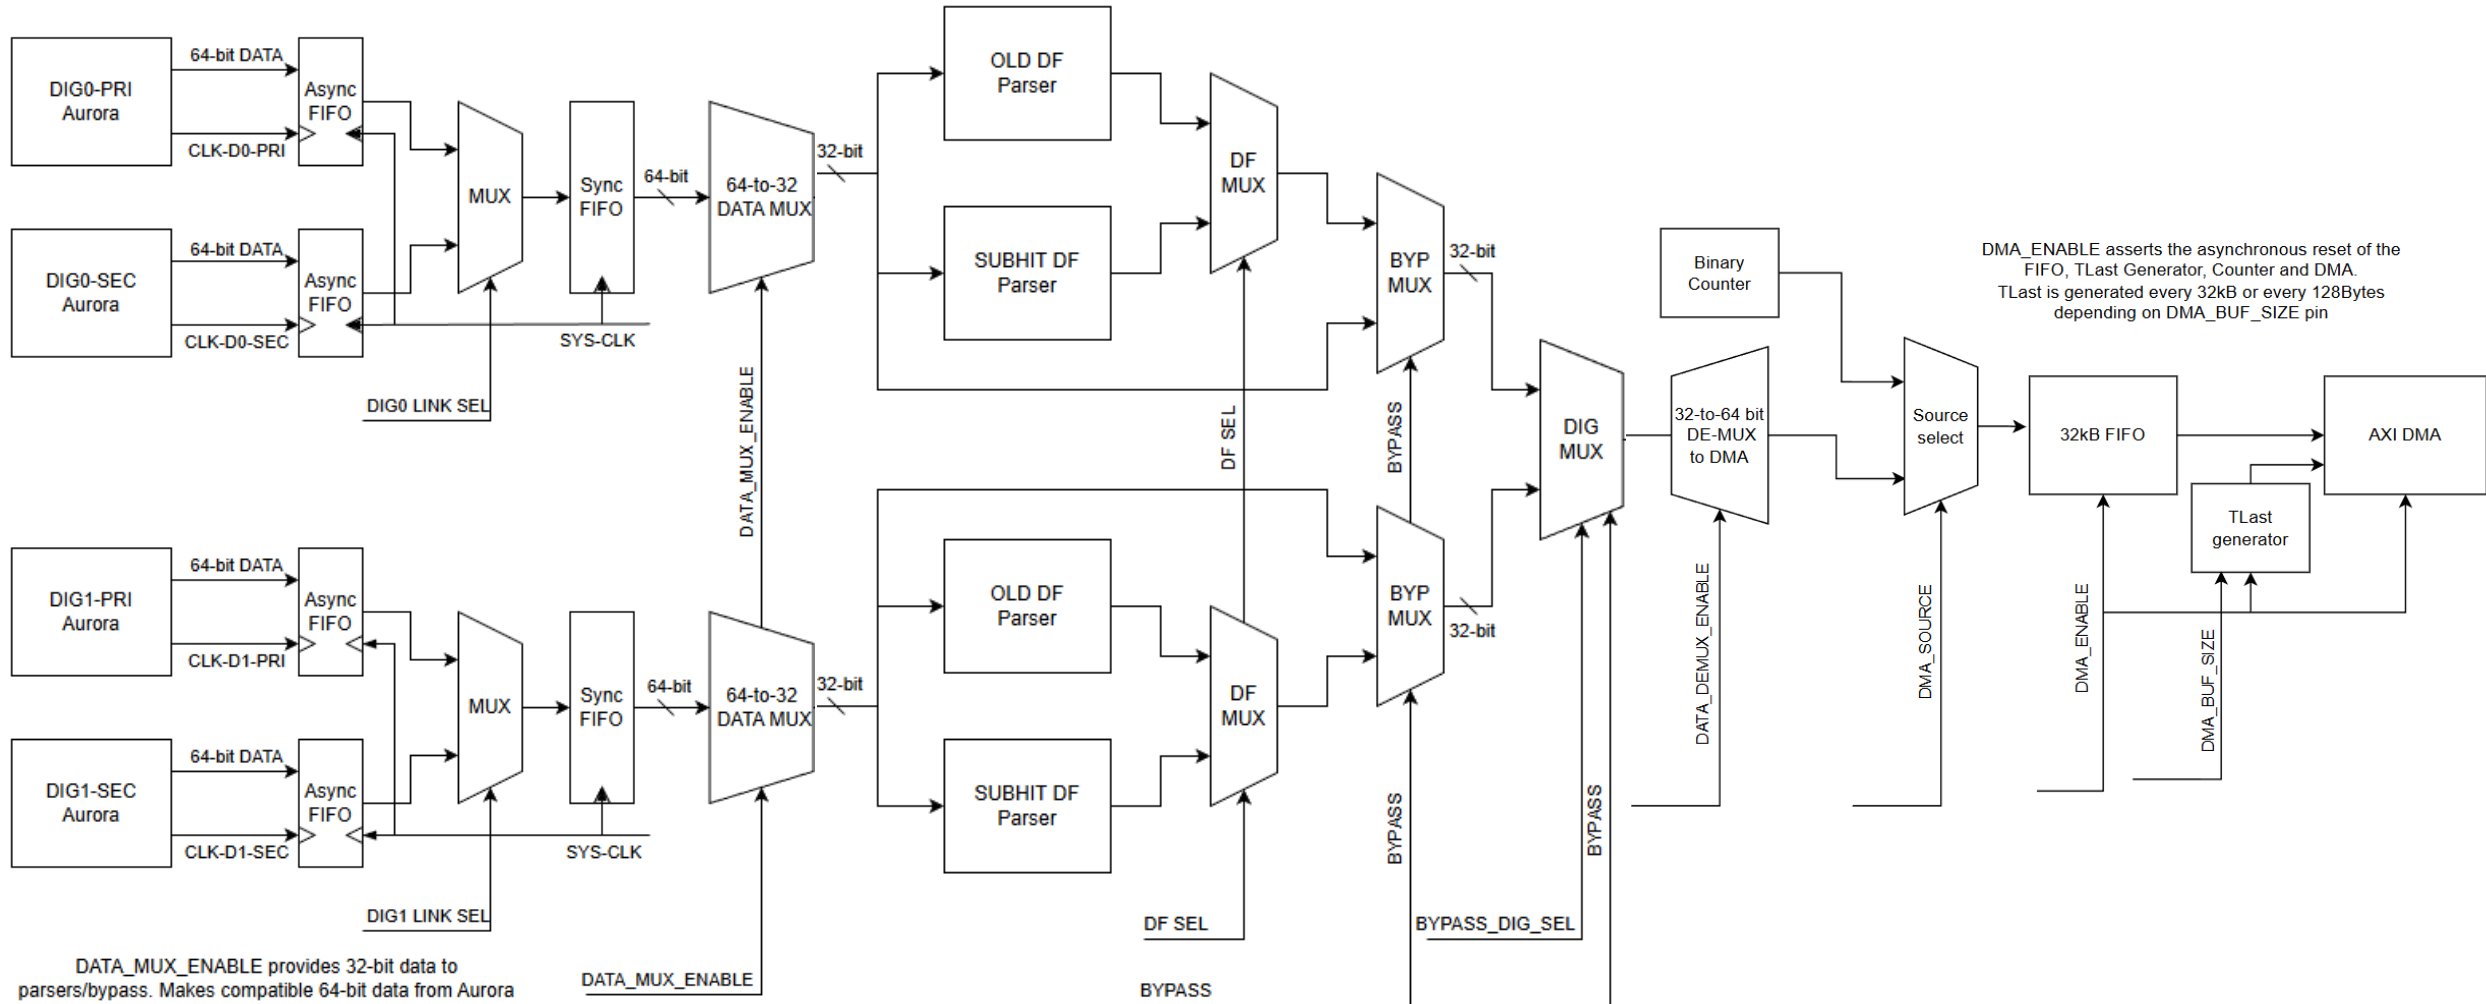 DIG0-PRI
Aurora
64-bit DATA
CLK-D0-PRI
Async
FIFO
DIG0-SEC
Aurora
64-bit DATA
CLK-D0-SEC
Async
FIFO
MUX
DIG0 LINK SEL
Sync
FIFO
SYS-CLK
64-bit
64-to-32
DATA MUX
32-bit
DATA_MUX_ENABLE
OLD DF
Parser
SUBHIT DF
Parser
DF
MUX
DF SEL
BYP
MUX
32-bit
BYPASS
DIG1-PRI
Aurora
64-bit DATA
CLK-D1-PRI
Async
FIFO
DIG1-SEC
Aurora
64-bit DATA
CLK-D1-SEC
Async
FIFO
MUX
DIG1 LINK SEL
Sync
FIFO
SYS-CLK
64-bit
64-to-32
DATA MUX
32-bit
DATA_MUX_ENABLE
OLD DF
Parser
SUBHIT DF
Parser
DF
MUX
DF SEL
BYP
MUX
32-bit
BYPASS
BYPASS
DIG
MUX
BYPASS_DIG_SEL
BYPASS
32-to-64 bit
DE-MUX
to DMA
DATA_DEMUX_ENABLE
Binary
Counter
Source
select
DMA_SOURCE
DMA_ENABLE asserts the asynchronous reset of the
FIFO, TLast Generator, Counter and DMA.
TLast is generated every 32kB or every 128Bytes
depending on DMA_BUF_SIZE pin
32kB FIFO
AXI DMA
TLast
generator
DMA_ENABLE
DMA_BUF_SIZE
DATA_MUX_ENABLE provides 32-bit data to
parsers/bypass. Makes compatible 64-bit data from Aurora